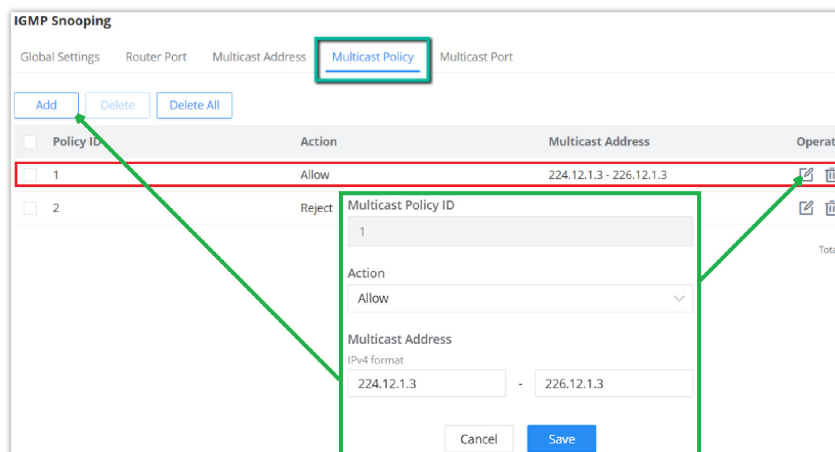 IGMP Snooping
Global Settings Router Port Multicast Address Multicast Policy Multicast Port
Add Delete Delete All
Policy ID Action Multicast Address
1 Allow 224.12.1.3 - 226.12.1.3
2 Reject
Multicast Policy ID
1
Action
Allow
Multicast Address
IPv4 format
224.12.1.3 - 226.12.1.3
Cancel Save